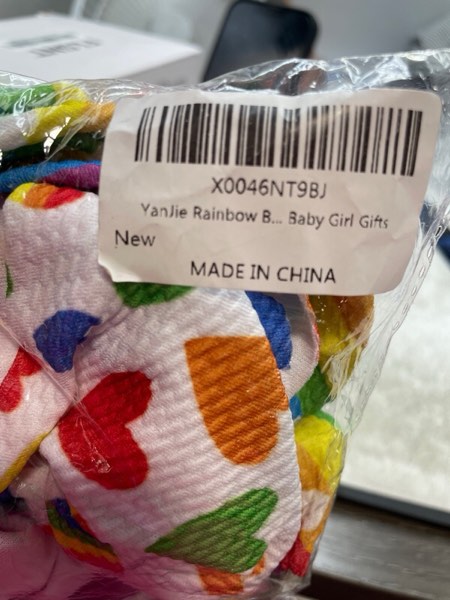 X0046NT9BJ
YanJie Rainbow B... Baby Girl Gifts
New
MADE IN CHINA